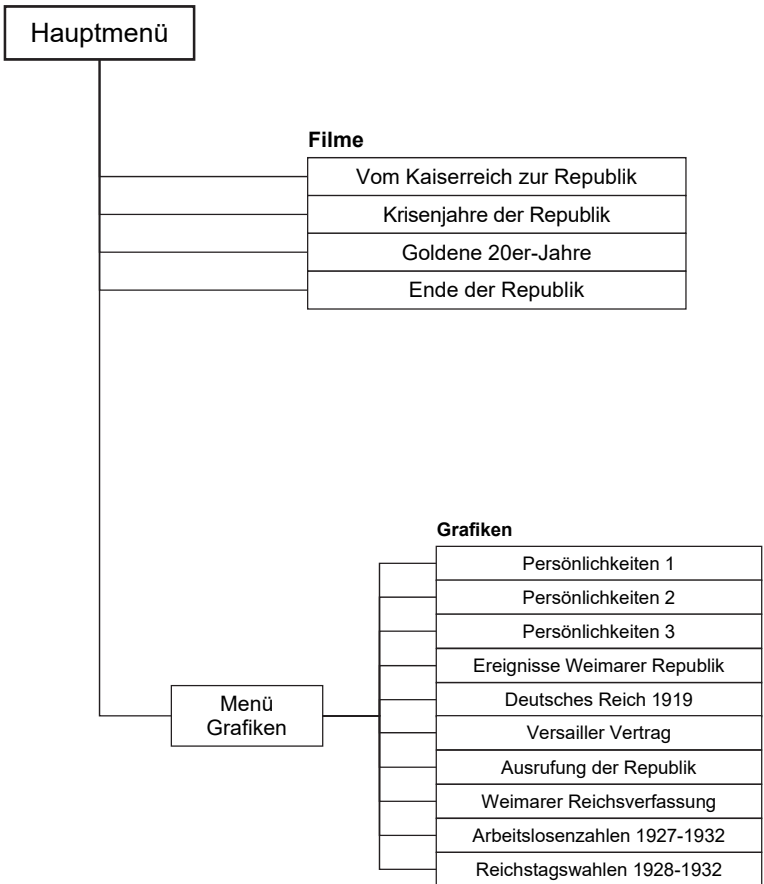 Hauptmenü
Filme
Vom Kaiserreich zur Republik
Krisenjahre der Republik
Goldene 20er-Jahre
Ende der Republik
Grafiken
Persönlichkeiten 1
Persönlichkeiten 2
Persönlichkeiten 3
Ereignisse Weimarer Republik
Deutsches Reich 1919
Versailler Vertrag
Ausrufung der Republik
Weimarer Reichsverfassung
Arbeitslosenzahlen 1927-1932
Reichstagswahlen 1928-1932
Menü
Grafiken